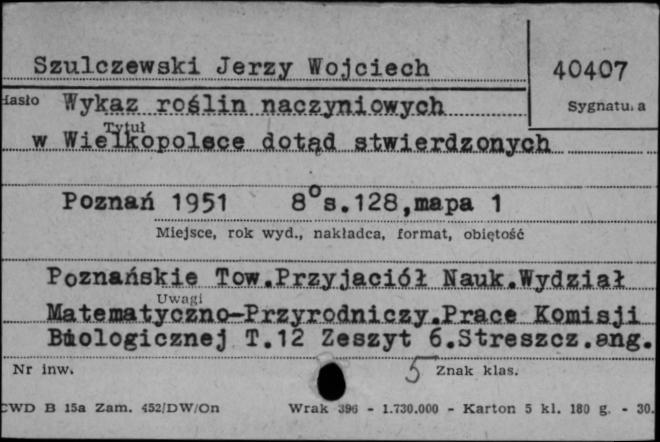 Szulczewski Jerzy Wojciech
40407
Hasło Wykaz roślin naczyniowych
Sygnatura
Tytuł
w Wielkopolsce dotąd stwierdzonych
Poznań 1951 8° s.128,mapa 1
Miejsce, rok wyd., nakładca, format, objętość
Poznańskie Tow.Przyjaciół Nauk.Wydział
Uwagi
Matematyczno-Przyrodniczy.Prace Komisji
Biologicznej T.12 Zeszyt 6.Streszcz.ang.
Nr inw.
5 Znak klas.
CWD B 15a Zam. 452/DW/On Wrak 396 - 1.730.000 - Karton 5 kl. 180 g. - 30.